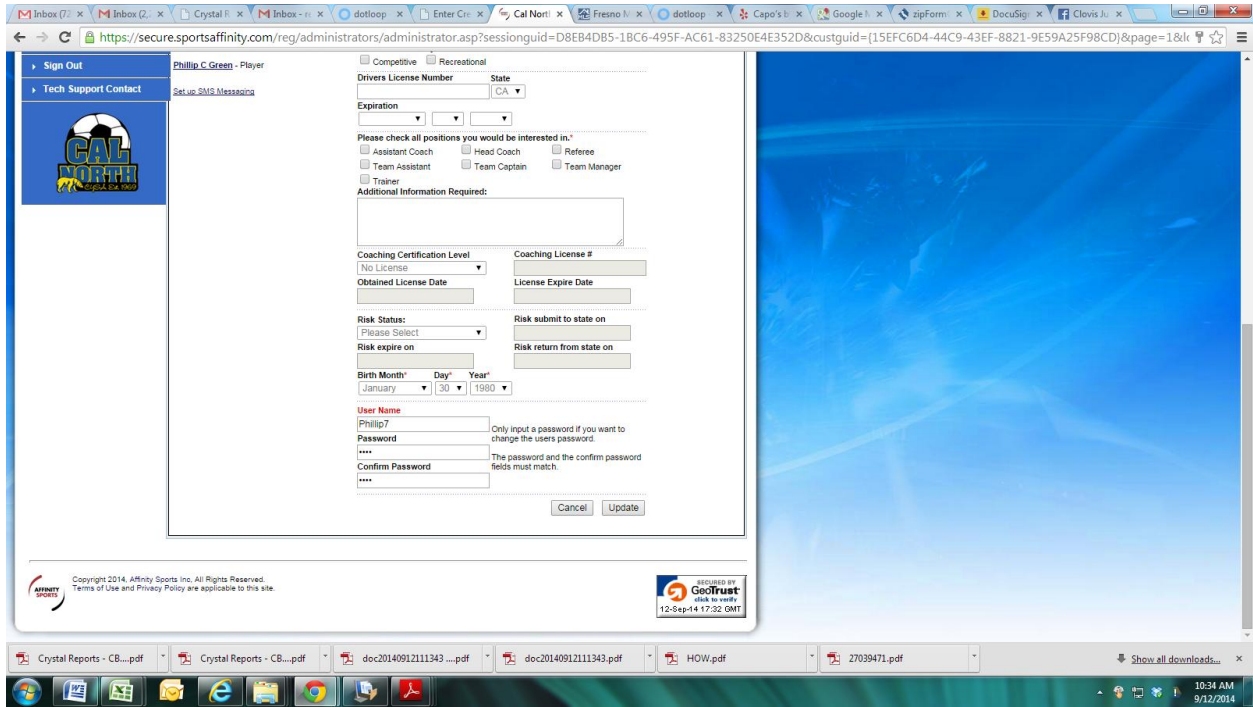 Inbox (72
Inbox (2,
Crystal R
Minbox - re
dotloop
Enter Cre
Cal Nort
Fresno M
dotloop
Capo's b
Google M
zipForm
DocuSign
Clovis Ju
https://secure.sportsaffinity.com/reg/administrators/administrator.asp?sessionguid=D8EB4DB5-1BC6-495F-AC61-83250E4E352D&custguid={15EFC6D4-44C9-43EF-8821-9E59A25F98CD}&page=1&lc
Sign Out
Tech Support Contact
CAL NORTH
Phillip C Green - Player
Set up SMS Messaging
Competitive Recreational
Drivers License Number State
CA
Expiration
Please check all positions you would be interested in.*
Assistant Coach Head Coach Referee
Team Assistant Team Captain Team Manager
Trainer
Additional Information Required:
Coaching Certification Level Coaching License #
No License
Obtained License Date License Expire Date
Risk Status: Risk submit to state on
Please Select
Risk expire on Risk return from state on
Birth Month* Day* Year*
January 30 1980
User Name
Phillip7
Only input a password if you want to
change the users password.
Password
••••
The password and the confirm password
fields must match.
Confirm Password
••••
Cancel Update
AFFINITY SPORTS
Copyright 2014, Affinity Sports Inc, All Rights Reserved.
Terms of Use and Privacy Policy are applicable to this site.
SECURED BY
GeoTrust
click to verify
12-Sep-14 17:32 GMT
Crystal Reports - CB....pdf
Crystal Reports - CB....pdf
doc20140912111343 ....pdf
doc20140912111343.pdf
HOW.pdf
27039471.pdf
Show all downloads...
10:34 AM
9/12/2014